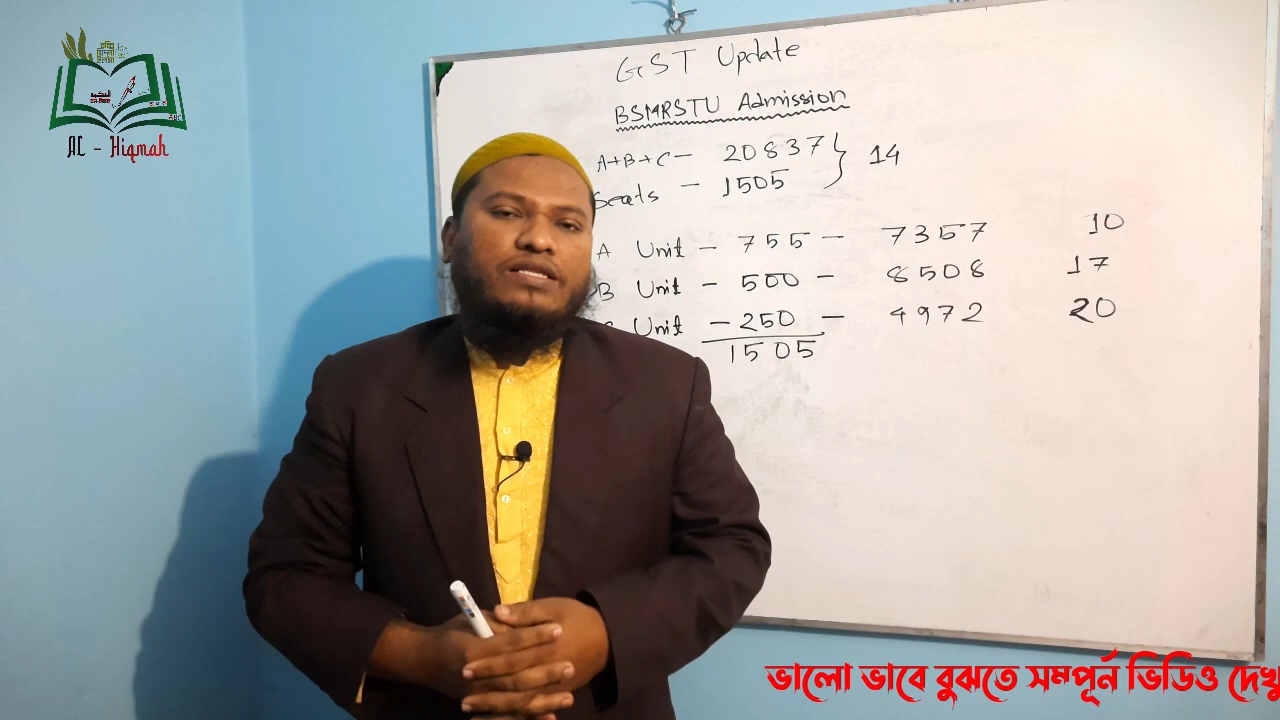 AL - Hiqmah
GST Update
BSMRSTU Admission
A+B+C - 20837 } 14
Seats - 1505
A Unit - 755 - 7357 10
B Unit - 500 - 8508 17
Unit - 250 - 4972 20
1505
ভালো ভাবে বুঝতে সম্পূর্ন ভিডিও দেখু